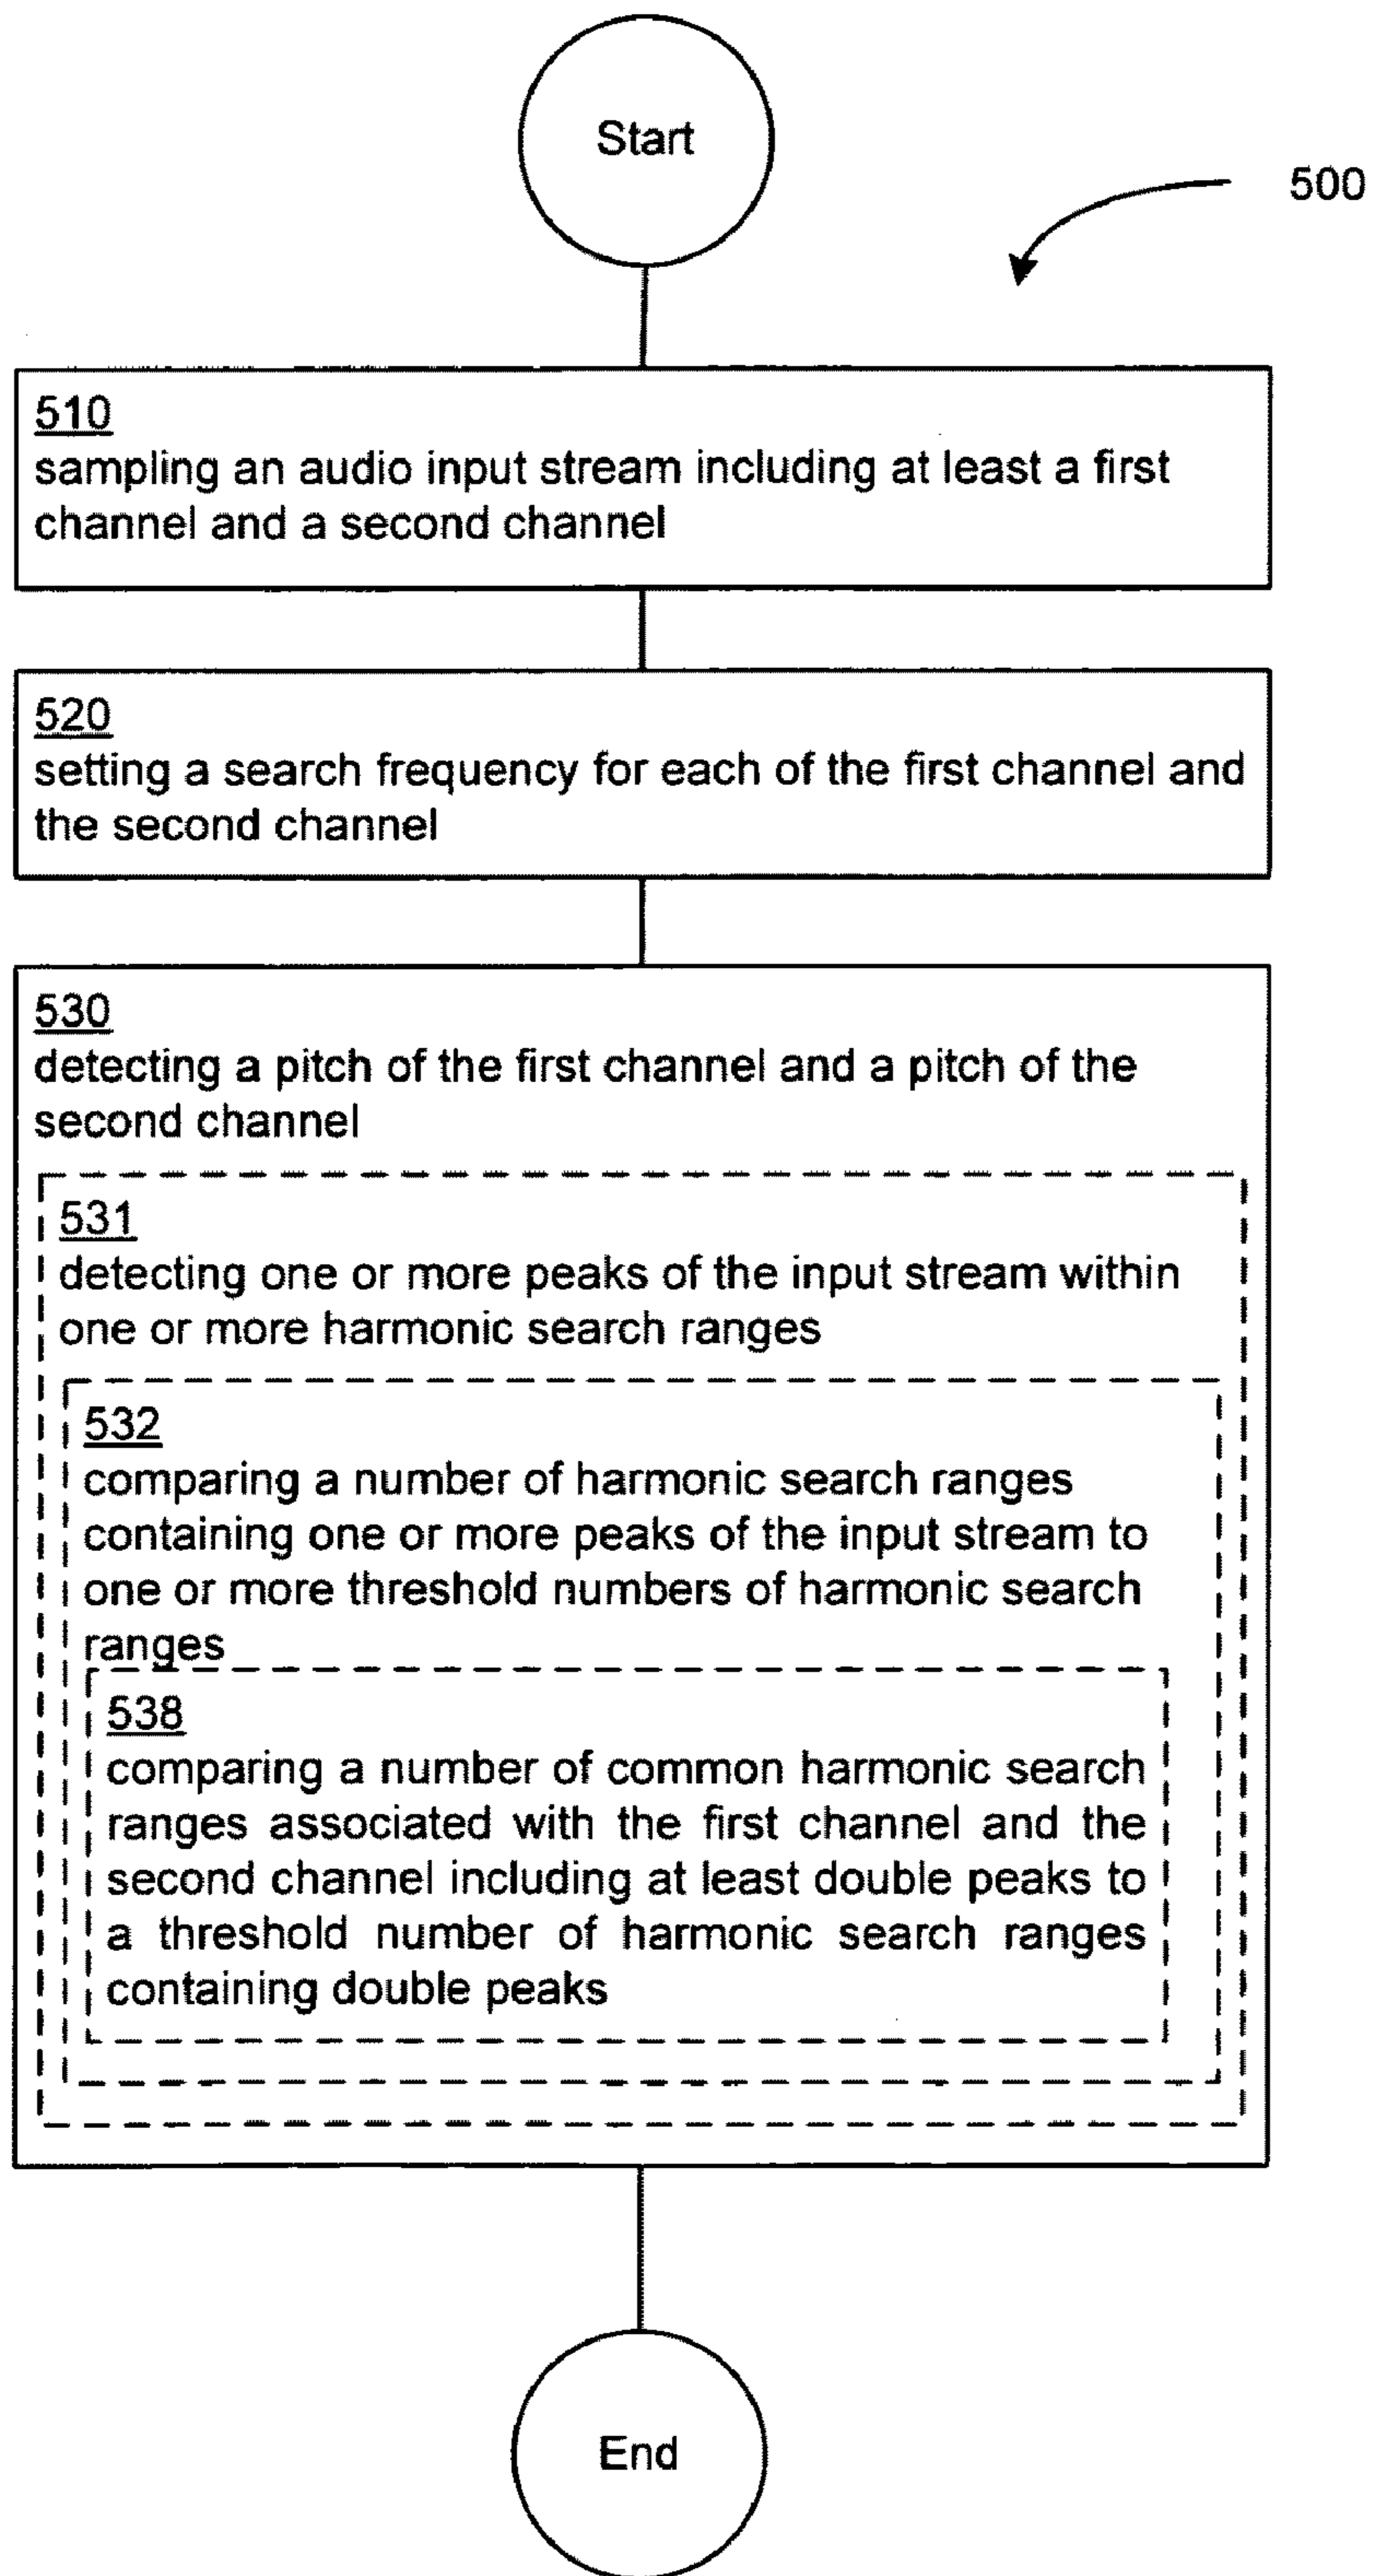 Start
500
510
sampling an audio input stream including at least a first
channel and a second channel
520
setting a search frequency for each of the first channel and
the second channel
530
detecting a pitch of the first channel and a pitch of the
second channel
531
detecting one or more peaks of the input stream within
one or more harmonic search ranges
532
comparing a number of harmonic search ranges
containing one or more peaks of the input stream to
one or more threshold numbers of harmonic search
ranges
538
comparing a number of common harmonic search
ranges associated with the first channel and the
second channel including at least double peaks to
a threshold number of harmonic search ranges
containing double peaks
End